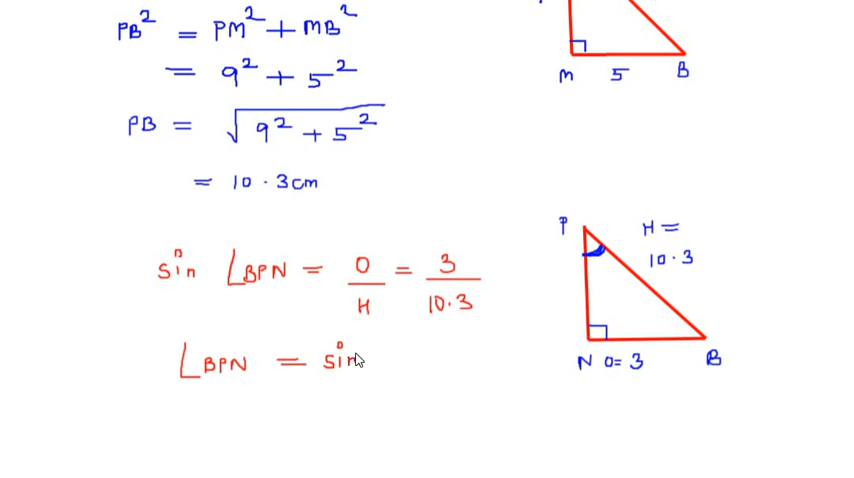 PB² = PM² + MB²
= 9² + 5²
M 5 B
PB = √9² + 5²
= 10.3cm
P H =
10.3
sin ∠BPN = O/H = 3/10.3
∠BPN = sin
N O= 3 B